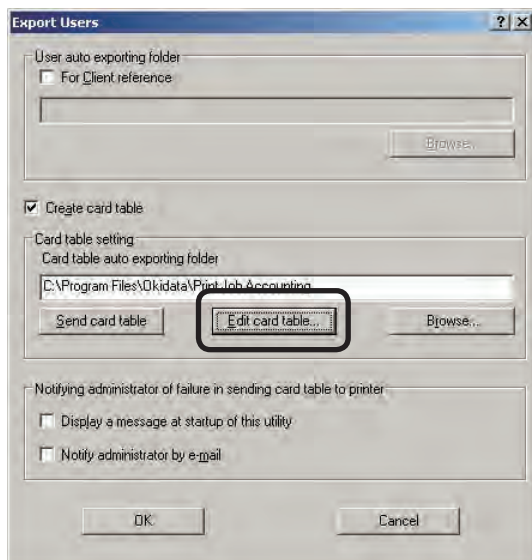 Export Users
User auto exporting folder
For Client reference
Browse...
Create card table
Card table setting
Card table auto exporting folder
C:\Program Files\Okidata\Print Job Accounting
Send card table Edit card table... Browse...
Notifying administrator of failure in sending card table to printer
Display a message at startup of this utility
Notify administrator by e-mail
OK Cancel